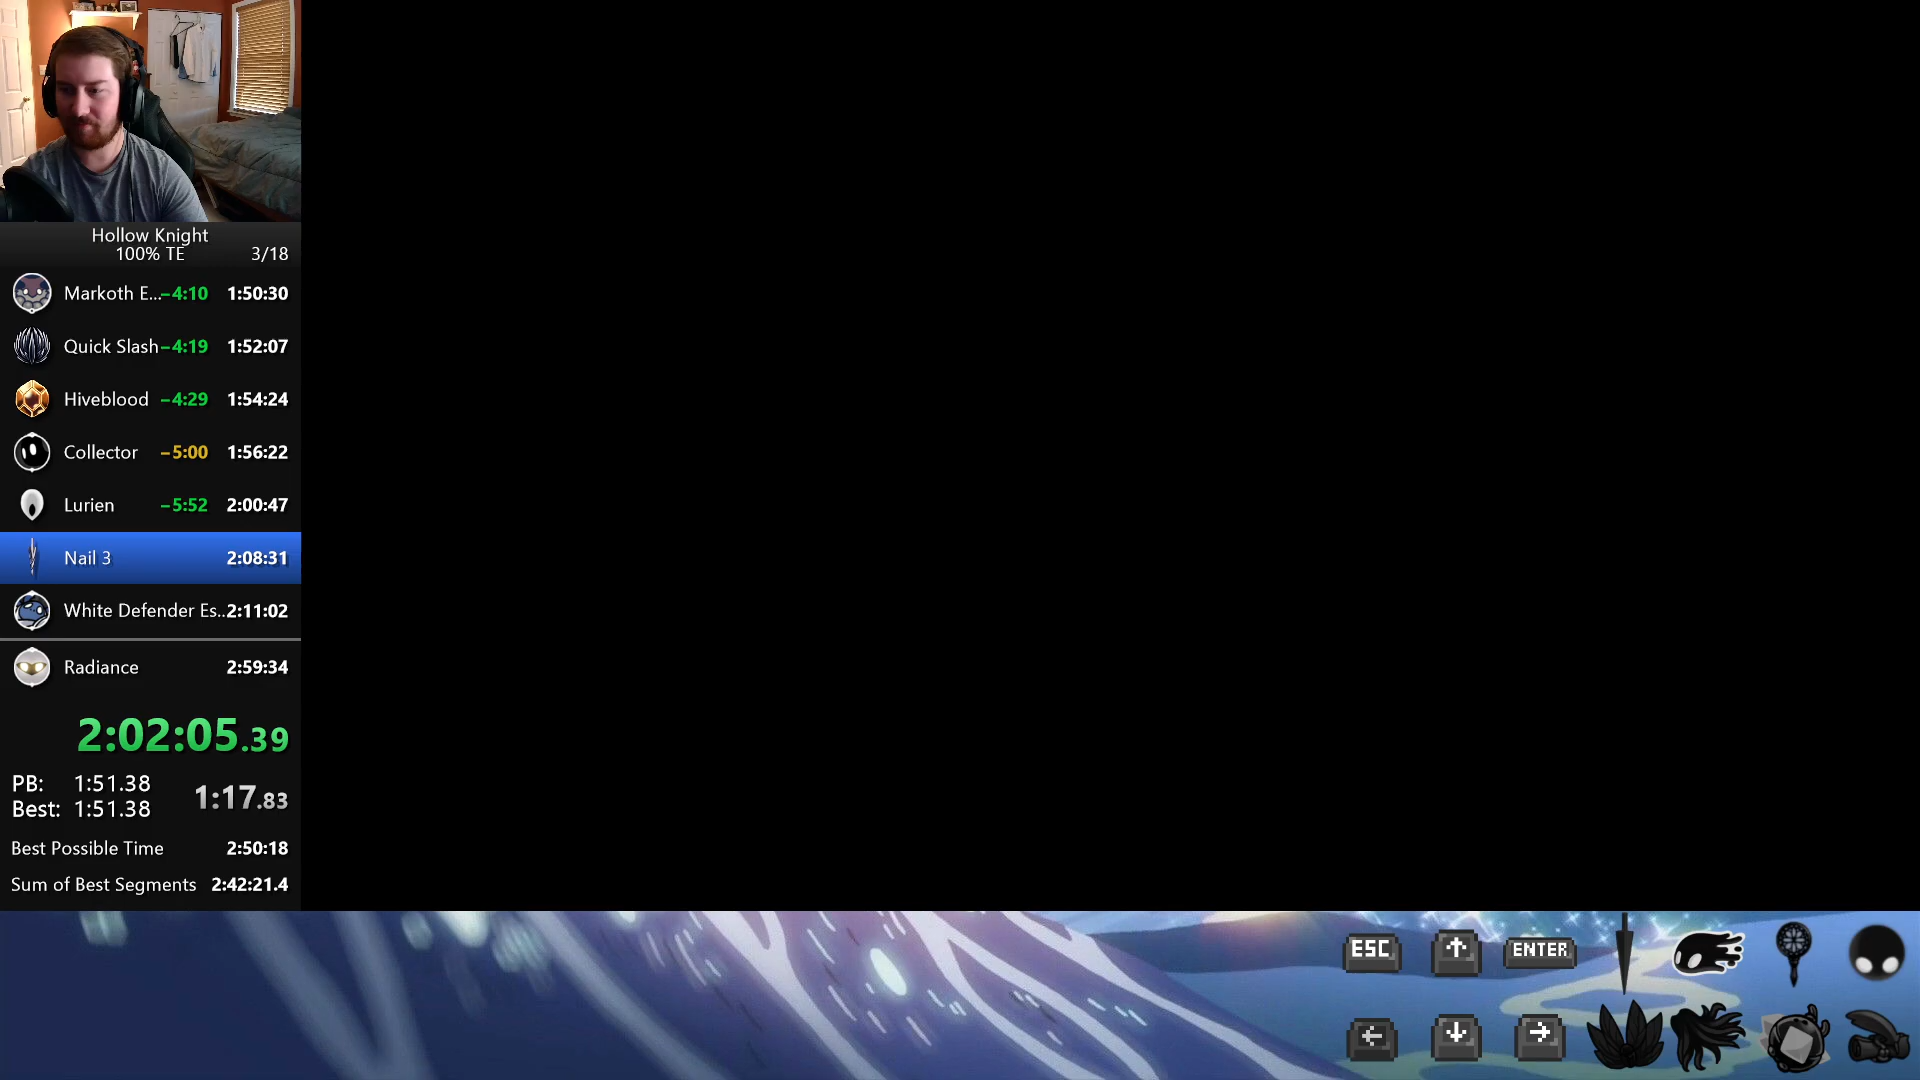 Hollow Knight
100% TE 3/18
Markoth E... −4:10 1:50:30
Quick Slash −4:19 1:52:07
Hiveblood −4:29 1:54:24
Collector −5:00 1:56:22
Lurien −5:52 2:00:47
Nail 3 2:08:31
White Defender Es... 2:11:02
Radiance 2:59:34
2:02:05.39
PB: 1:51.38
Best: 1:51.38
1:17.83
Best Possible Time 2:50:18
Sum of Best Segments 2:42:21.4
ESC ↑ ENTER
← ↓ →